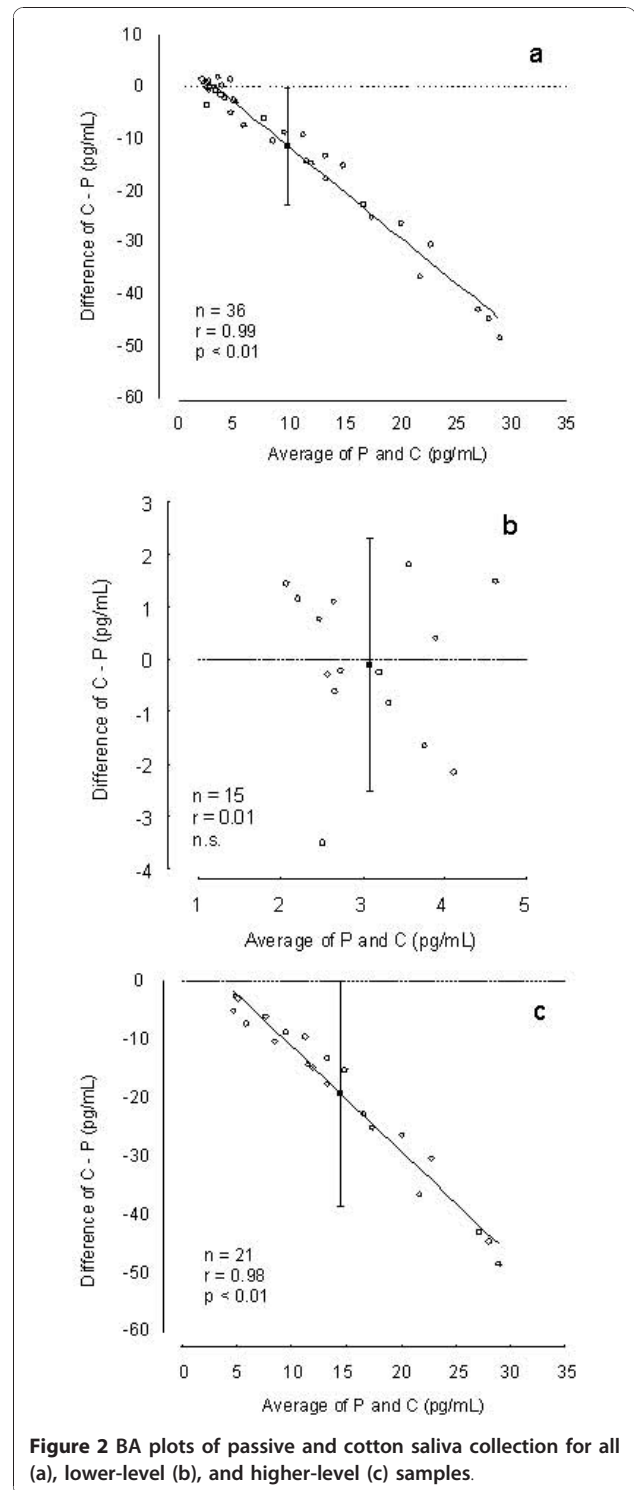 a
10
0
-10
-20
-30
-40
-50
-60
Difference of C - P (pg/mL)
n = 36
r = 0.99
p < 0.01
0 5 10 15 20 25 30 35
Average of P and C (pg/mL)
b
3
2
1
0
-1
-2
-3
-4
Difference of C - P (pg/mL)
n = 15
r = 0.01
n.s.
1 2 3 4 5
Average of P and C (pg/mL)
c
0
-10
-20
-30
-40
-50
-60
Difference of C - P (pg/mL)
n = 21
r = 0.98
p < 0.01
0 5 10 15 20 25 30 35
Average of P and C (pg/mL)
Figure 2 BA plots of passive and cotton saliva collection for all
(a), lower-level (b), and higher-level (c) samples.